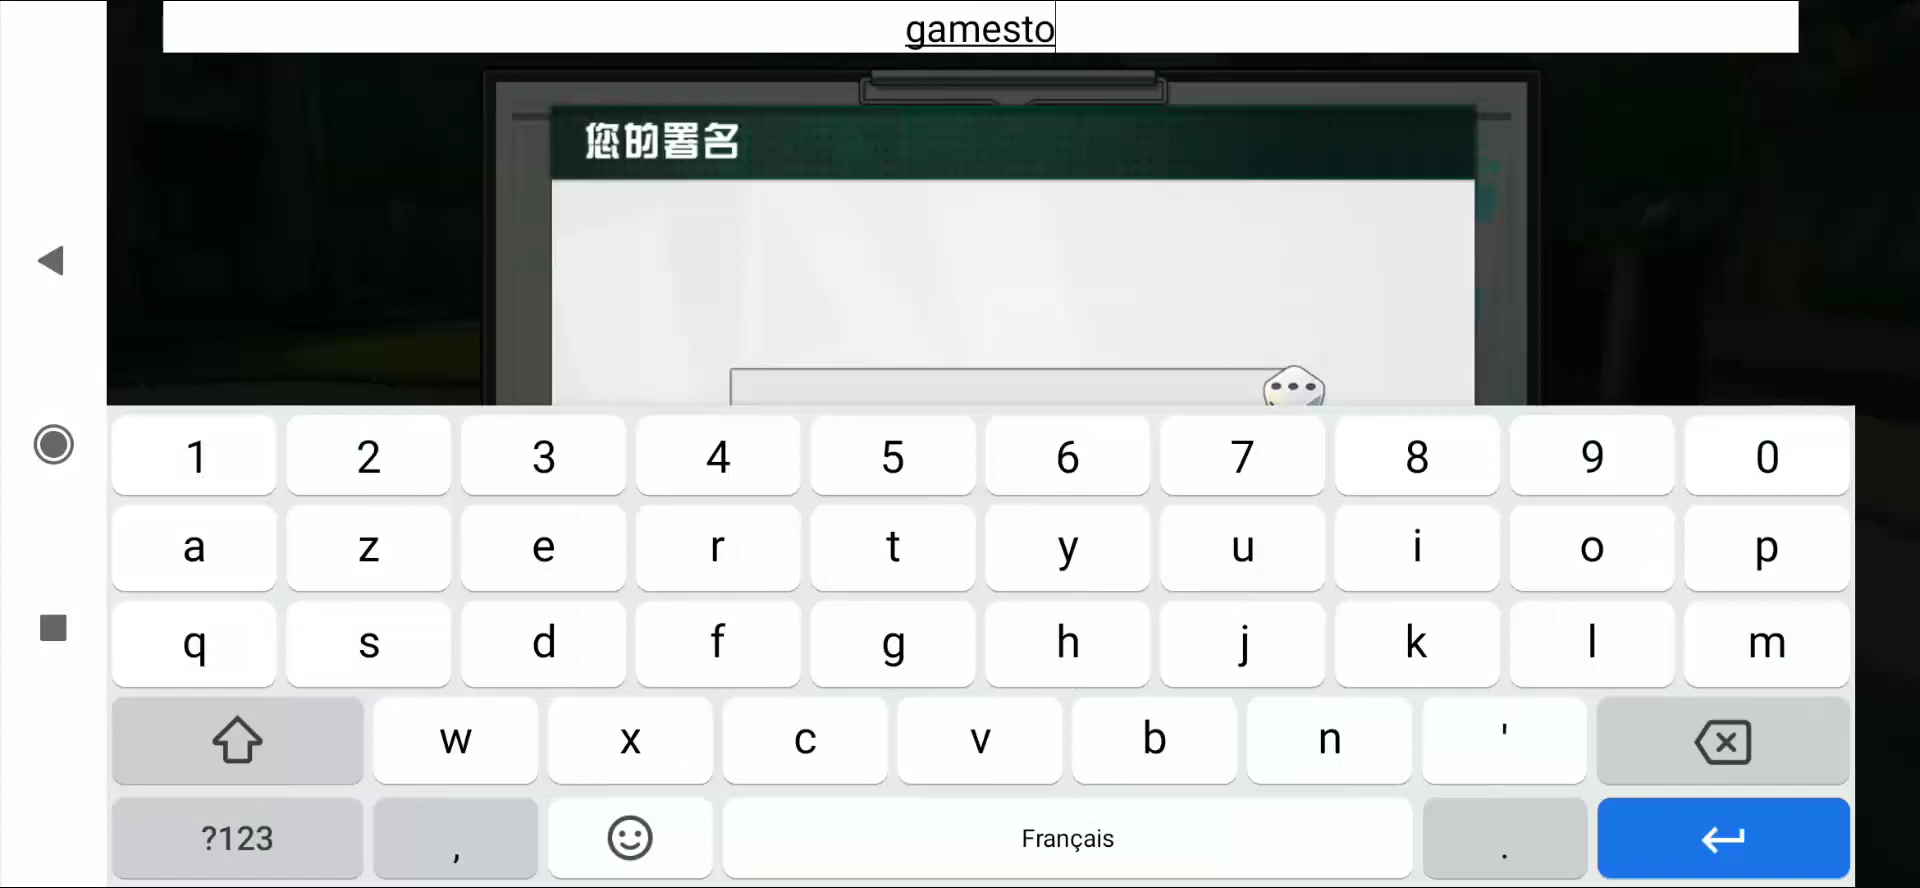 gamesto
您的署名
1 2 3 4 5 6 7 8 9 0
a z e r t y u i o p
q s d f g h j k l m
w x c v b n '
?123 , Français .